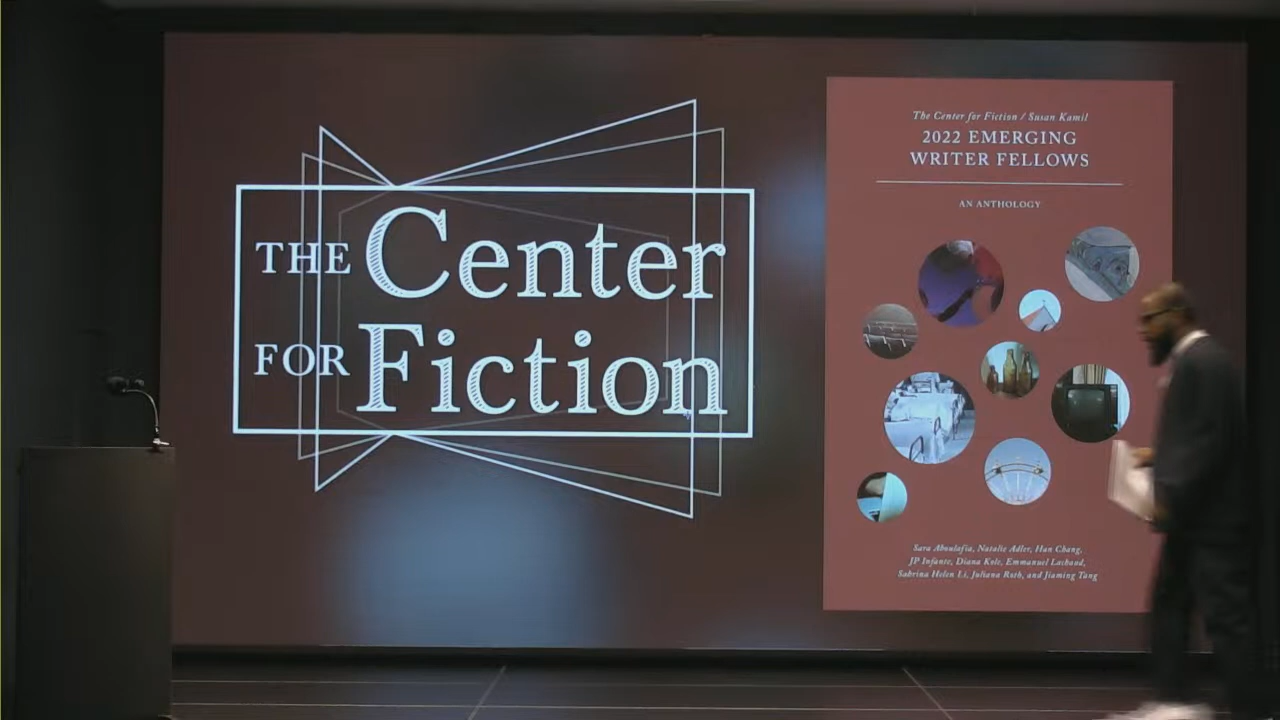 THE Center
FOR Fiction
The Center for Fiction / Susan Kamil
2022 EMERGING
WRITER FELLOWS
AN ANTHOLOGY
Sara Aboulafia, Natalie Adler, Han Chang,
JP Infante, Diana Kole, Emmanuel Lachaud,
Sabrina Helen Li, Juliana Roth, and Jiaming Tang